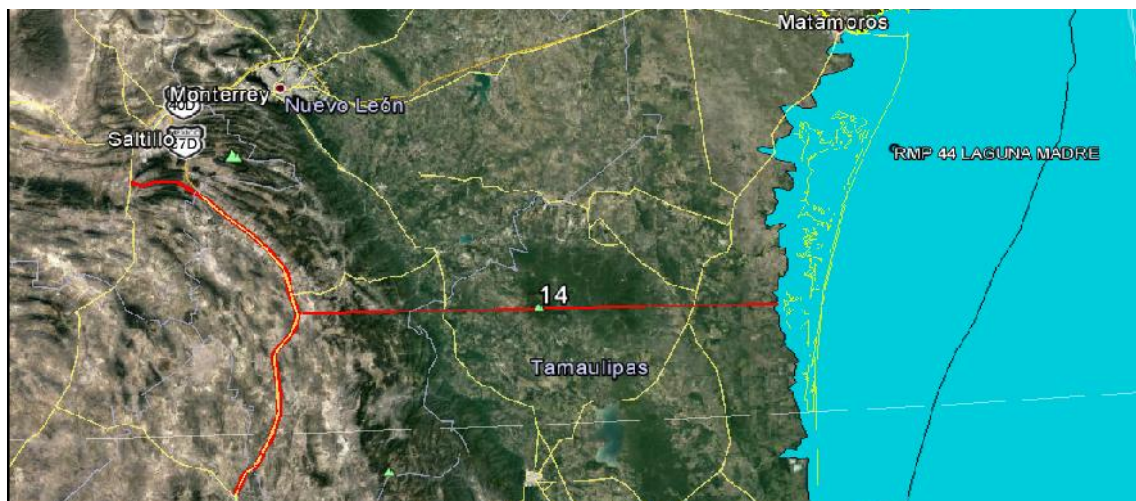 Matamoros
Monterrey
40D
Nuevo León
Saltillo
57D
RMP 44 LAGUNA MADRE
14
Tamaulipas